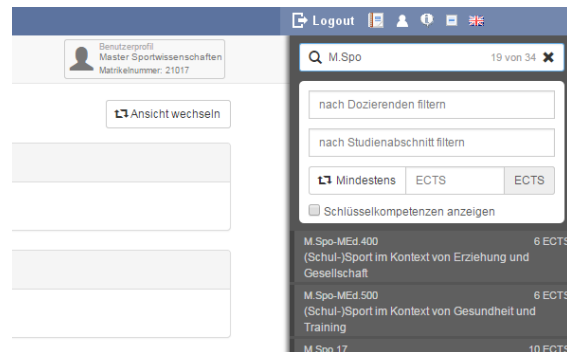 Logout
Benutzerprofil
Master Sportwissenschaften
Matrikelnummer: 21017
Ansicht wechseln
M.Spo 19 von 34
nach Dozierenden filtern
nach Studienabschnitt filtern
Mindestens ECTS ECTS
Schlüsselkompetenzen anzeigen
M.Spo-MEd.400 6 ECTS
(Schul-)Sport im Kontext von Erziehung und
Gesellschaft
M.Spo-MEd.500 6 ECTS
(Schul-)Sport im Kontext von Gesundheit und
Training
M.Spo.17 10 ECTS